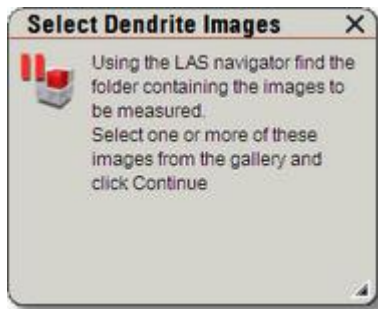 Select Dendrite Images
Using the LAS navigator find the
folder containing the images to
be measured.
Select one or more of these
images from the gallery and
click Continue